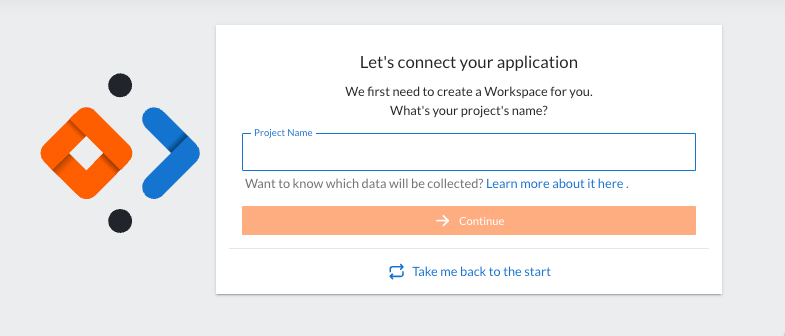 Let's connect your application
We first need to create a Workspace for you.
What's your project's name?
Project Name
Want to know which data will be collected? Learn more about it here .
Continue
Take me back to the start